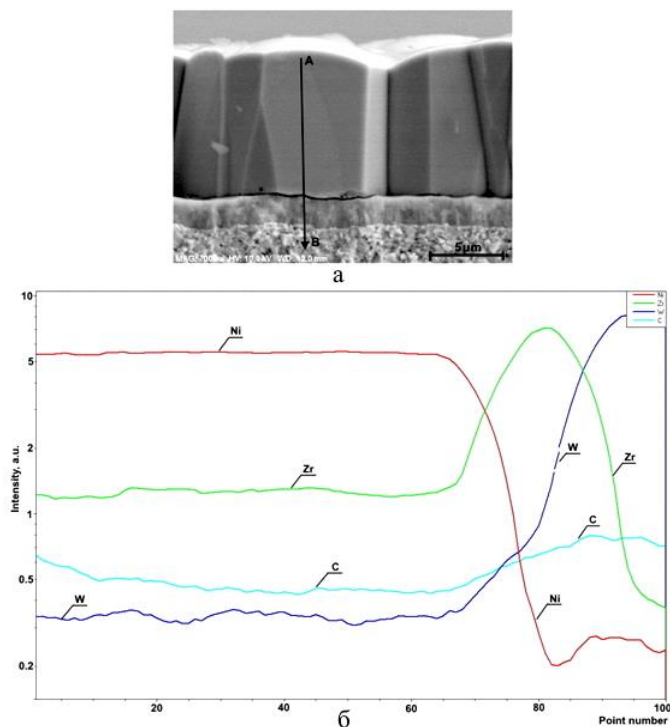 A
B
5μm
а
10
5
2
1
0.5
0.2
Intensity, a.u.
Ni
Zr
W
C
Ni
Zr
C
W
W
Zr
C
Ni
20
40
60
80
100
Point number
б